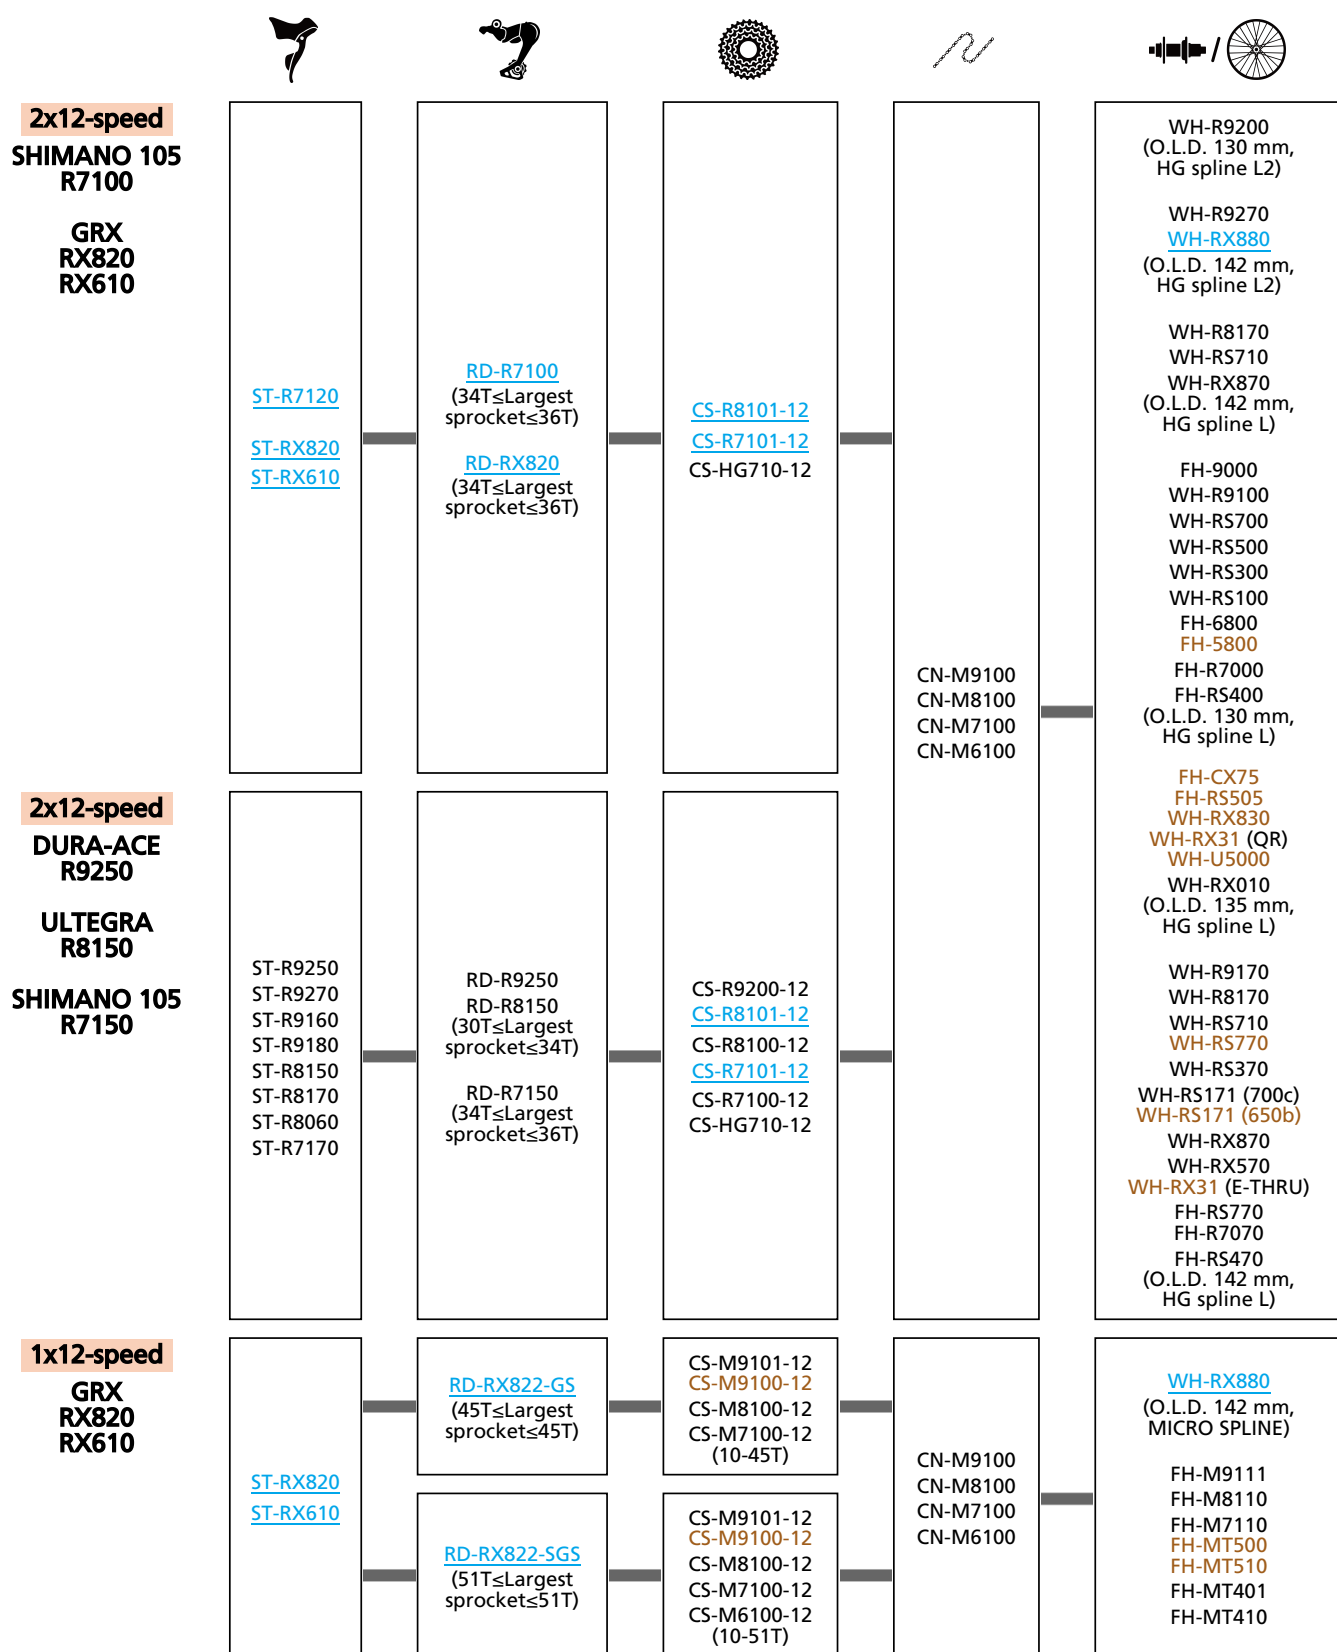 2x12-speed
SHIMANO 105
R7100
GRX
RX820
RX610
ST-R7120
ST-RX820
ST-RX610
RD-R7100
(34T≤Largest
sprocket≤36T)
RD-RX820
(34T≤Largest
sprocket≤36T)
CS-R8101-12
CS-R7101-12
CS-HG710-12
2x12-speed
DURA-ACE
R9250
ULTEGRA
R8150
SHIMANO 105
R7150
ST-R9250
ST-R9270
ST-R9160
ST-R9180
ST-R8150
ST-R8170
ST-R8060
ST-R7170
RD-R9250
RD-R8150
(30T≤Largest
sprocket≤34T)
RD-R7150
(34T≤Largest
sprocket≤36T)
CS-R9200-12
CS-R8101-12
CS-R8100-12
CS-R7101-12
CS-R7100-12
CS-HG710-12
CN-M9100
CN-M8100
CN-M7100
CN-M6100
/
WH-R9200
(O.L.D. 130 mm,
HG spline L2)
WH-R9270
WH-RX880
(O.L.D. 142 mm,
HG spline L2)
WH-R8170
WH-RS710
WH-RX870
(O.L.D. 142 mm,
HG spline L)
FH-9000
WH-R9100
WH-RS700
WH-RS500
WH-RS300
WH-RS100
FH-6800
FH-5800
FH-R7000
FH-RS400
(O.L.D. 130 mm,
HG spline L)
FH-CX75
FH-RS505
WH-RX830
WH-RX31 (QR)
WH-U5000
WH-RX010
(O.L.D. 135 mm,
HG spline L)
WH-R9170
WH-R8170
WH-RS710
WH-RS770
WH-RS370
WH-RS171 (700c)
WH-RS171 (650b)
WH-RX870
WH-RX570
WH-RX31 (E-THRU)
FH-RS770
FH-R7070
FH-RS470
(O.L.D. 142 mm,
HG spline L)
1x12-speed
GRX
RX820
RX610
ST-RX820
ST-RX610
RD-RX822-GS
(45T≤Largest
sprocket≤45T)
CS-M9101-12
CS-M9100-12
CS-M8100-12
CS-M7100-12
(10-45T)
RD-RX822-SGS
(51T≤Largest
sprocket≤51T)
CS-M9101-12
CS-M9100-12
CS-M8100-12
CS-M7100-12
CS-M6100-12
(10-51T)
CN-M9100
CN-M8100
CN-M7100
CN-M6100
WH-RX880
(O.L.D. 142 mm,
MICRO SPLINE)
FH-M9111
FH-M8110
FH-M7110
FH-MT500
FH-MT510
FH-MT401
FH-MT410